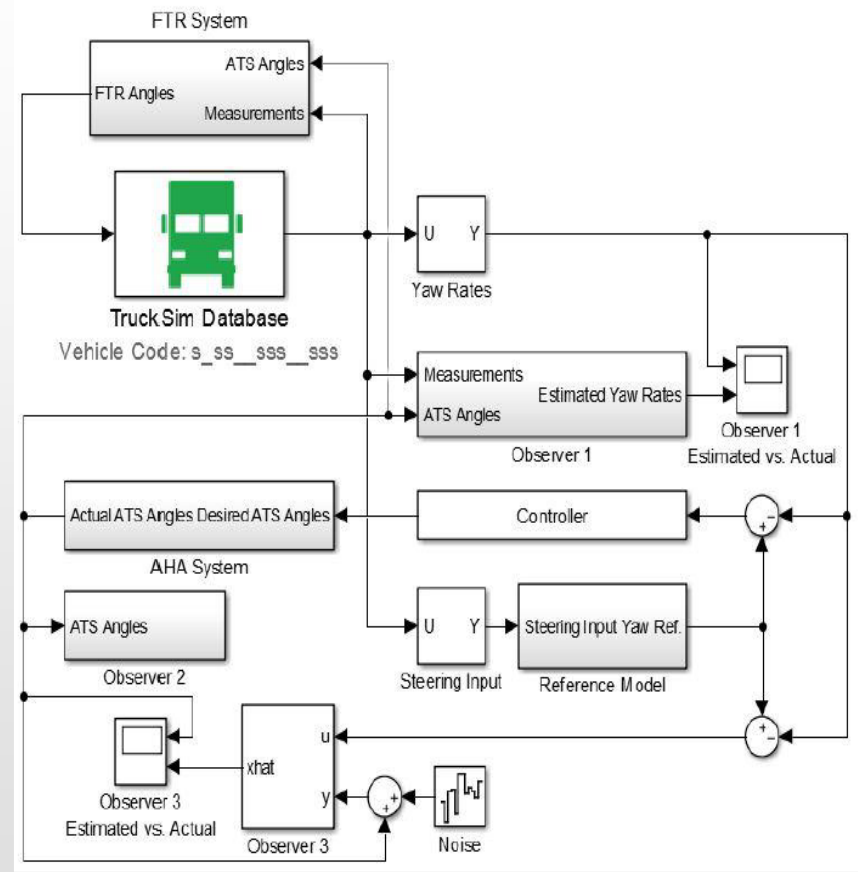 FTR System
ATS Angles
FTR Angles
Measurements
U Y
Yaw Rates
TruckSim Database
Vehicle Code: s_ss__sss__sss
Measurements
Estimated Yaw Rates
ATS Angles
Observer 1
Observer 1
Estimated vs. Actual
Actual ATS Angles Desired ATS Angles
AHA System
Controller
+ −
ATS Angles
Observer 2
U Y
Steering Input
Steering Input Yaw Ref.
Reference Model
+ −
u
xhat
y
Observer 3
Observer 3
Estimated vs. Actual
+ +
Noise